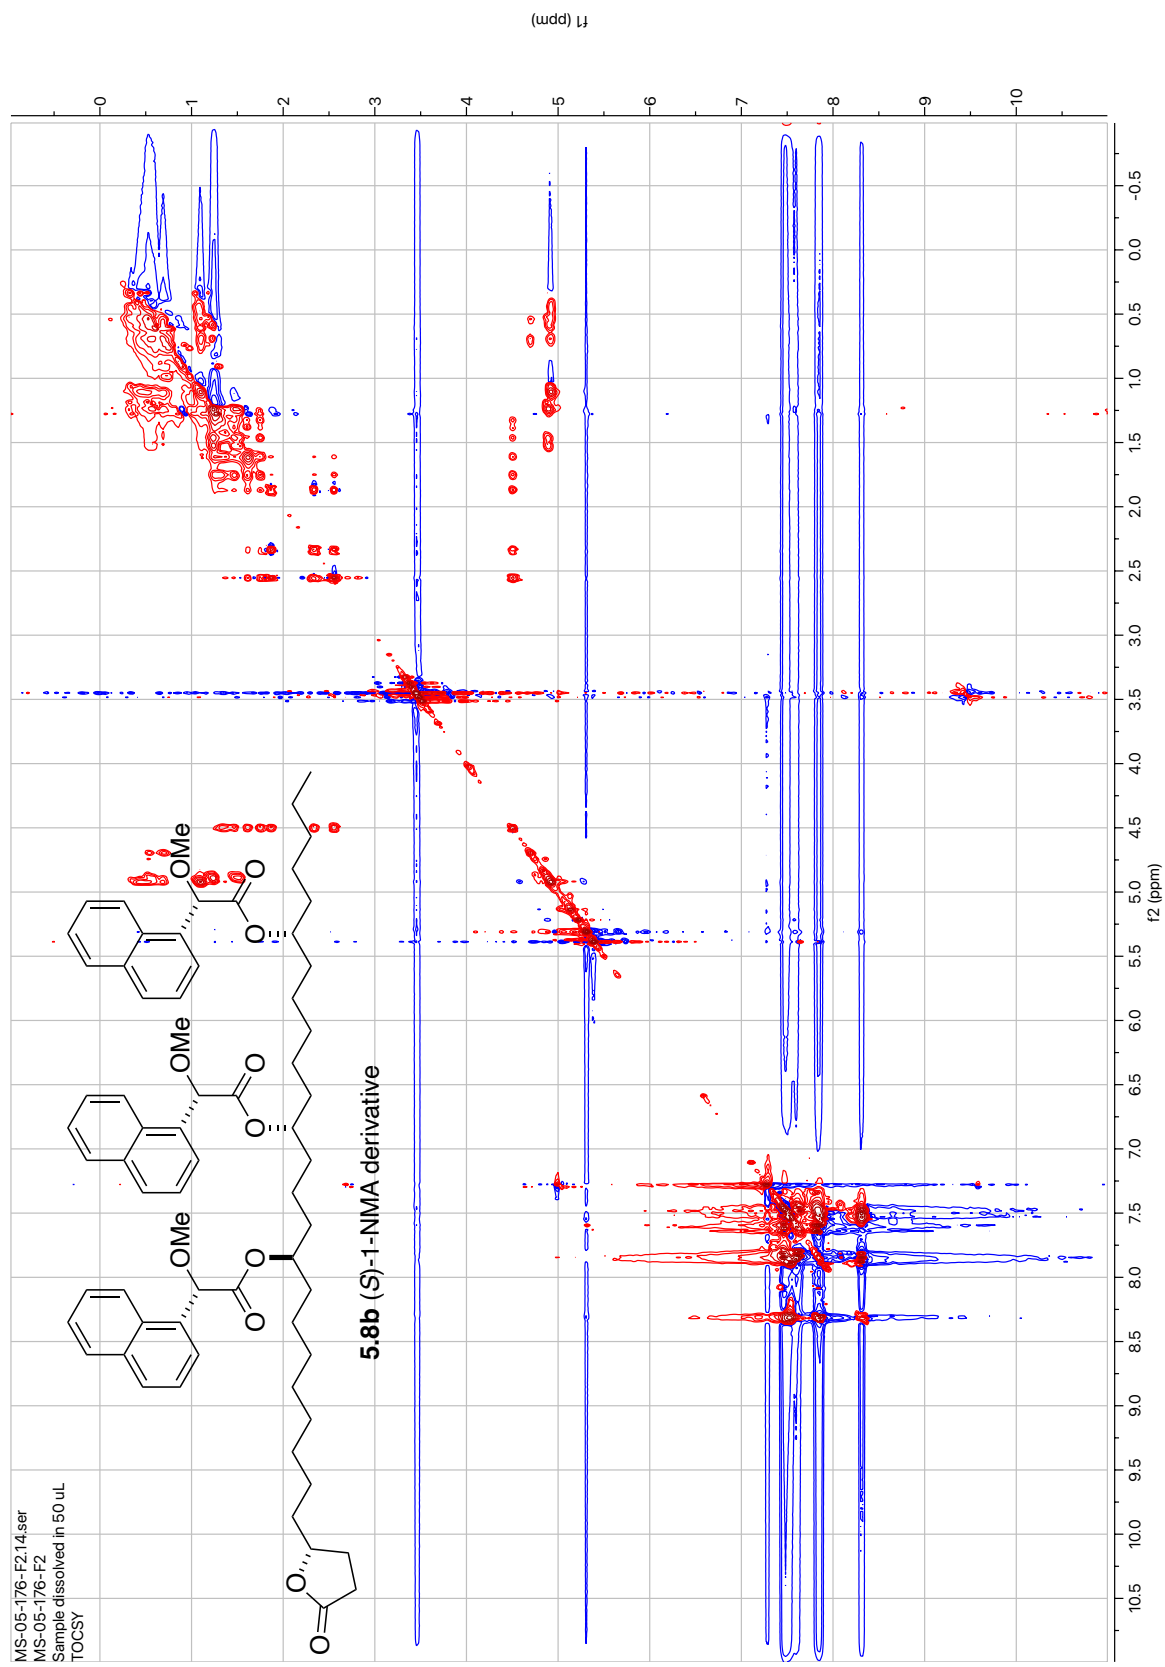 MS-05-176-F2.14.ser
MS-05-176-F2
Sample dissolved in 50 uL
TOCSY
OMe
OMe
OMe
O
O
O
O
O
O
O
O
5.8b (S)-1-NMA derivative
0
1
2
3
4
5
6
7
8
9
10
f1 (ppm)
10.5
10.0
9.5
9.0
8.5
8.0
7.5
7.0
6.5
6.0
5.5
5.0
4.5
4.0
3.5
3.0
2.5
2.0
1.5
1.0
0.5
0.0
-0.5
f2 (ppm)